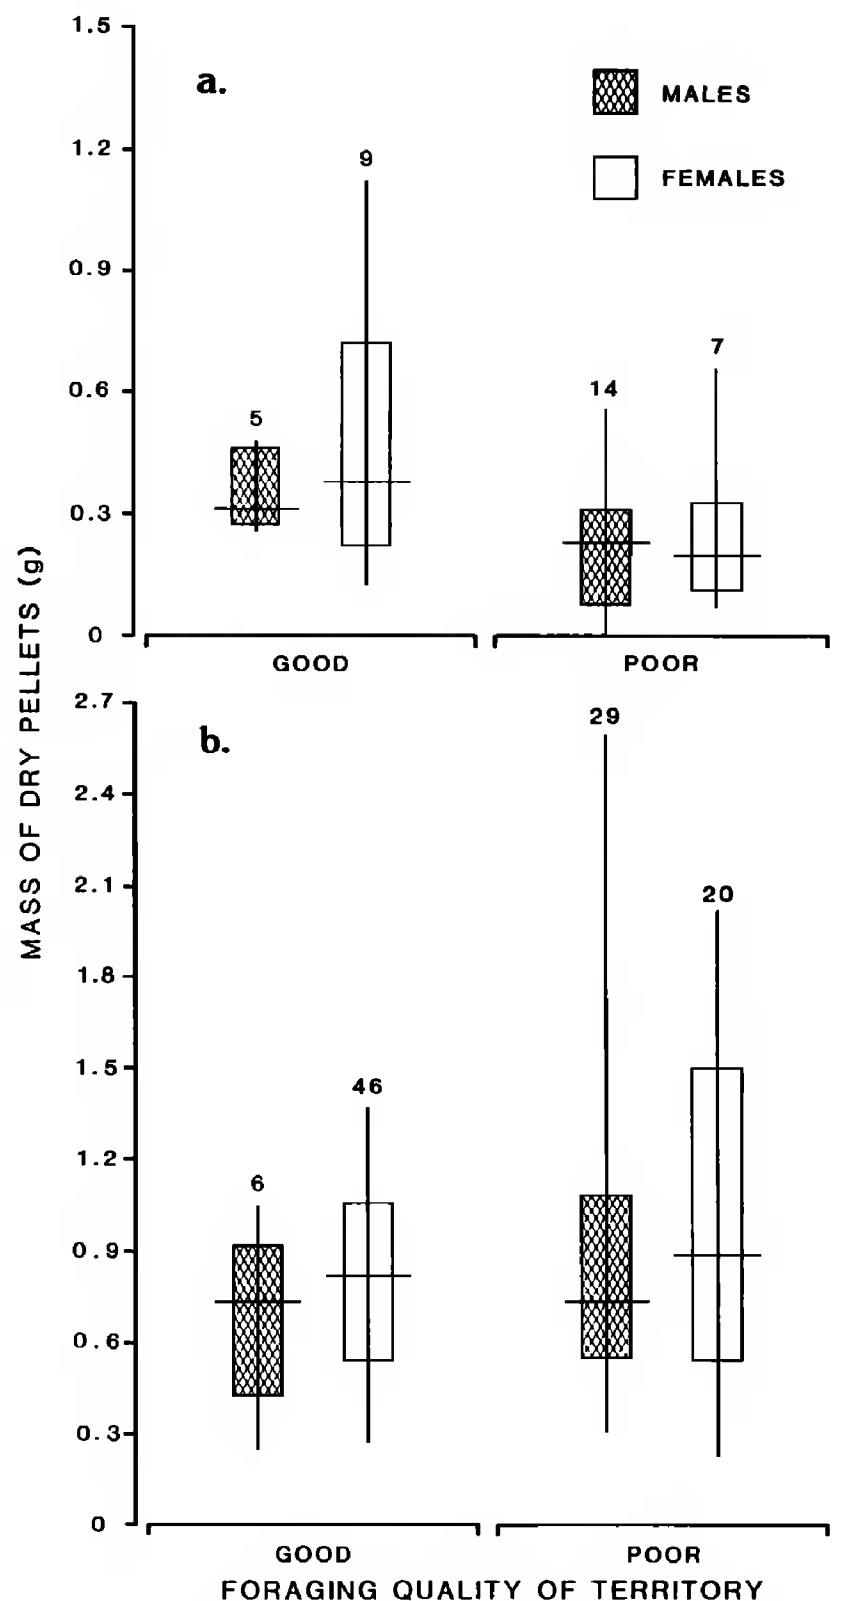 1.5
a.
MALES
1.2
9
FEMALES
0.9
7
0.6
14
5
0.3
0
GOOD
POOR
MASS OF DRY PELLETS (g)
2.7
29
b.
2.4
2.1
20
1.8
1.5
46
1.2
6
0.9
0.6
0.3
0
GOOD
POOR
FORAGING QUALITY OF TERRITORY